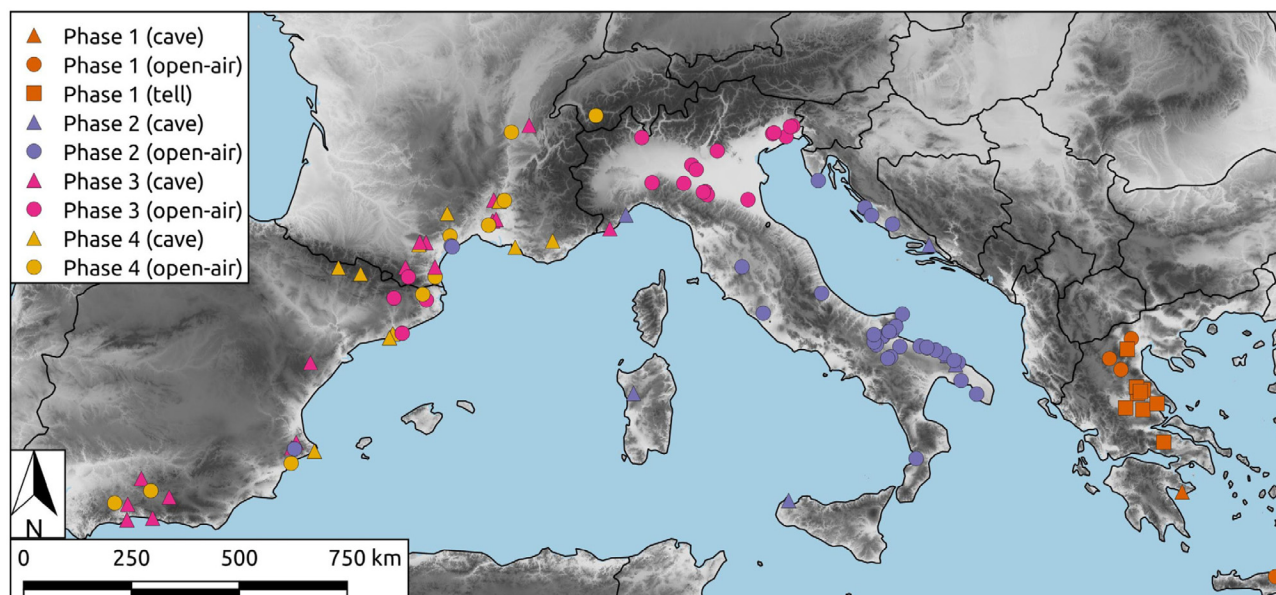 Phase 1 (cave)
Phase 1 (open-air)
Phase 1 (tell)
Phase 2 (cave)
Phase 2 (open-air)
Phase 3 (cave)
Phase 3 (open-air)
Phase 4 (cave)
Phase 4 (open-air)
N
0 250 500 750 km